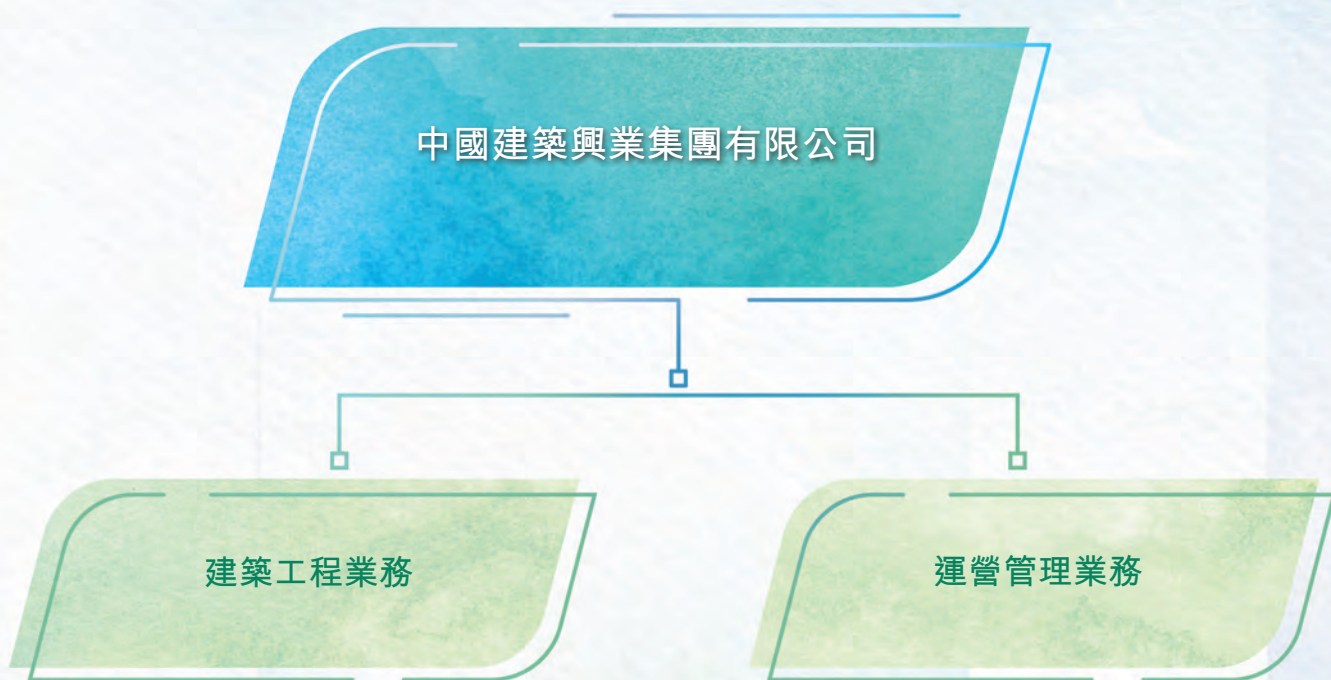 中國建築興業集團有限公司
建築工程業務
運營管理業務